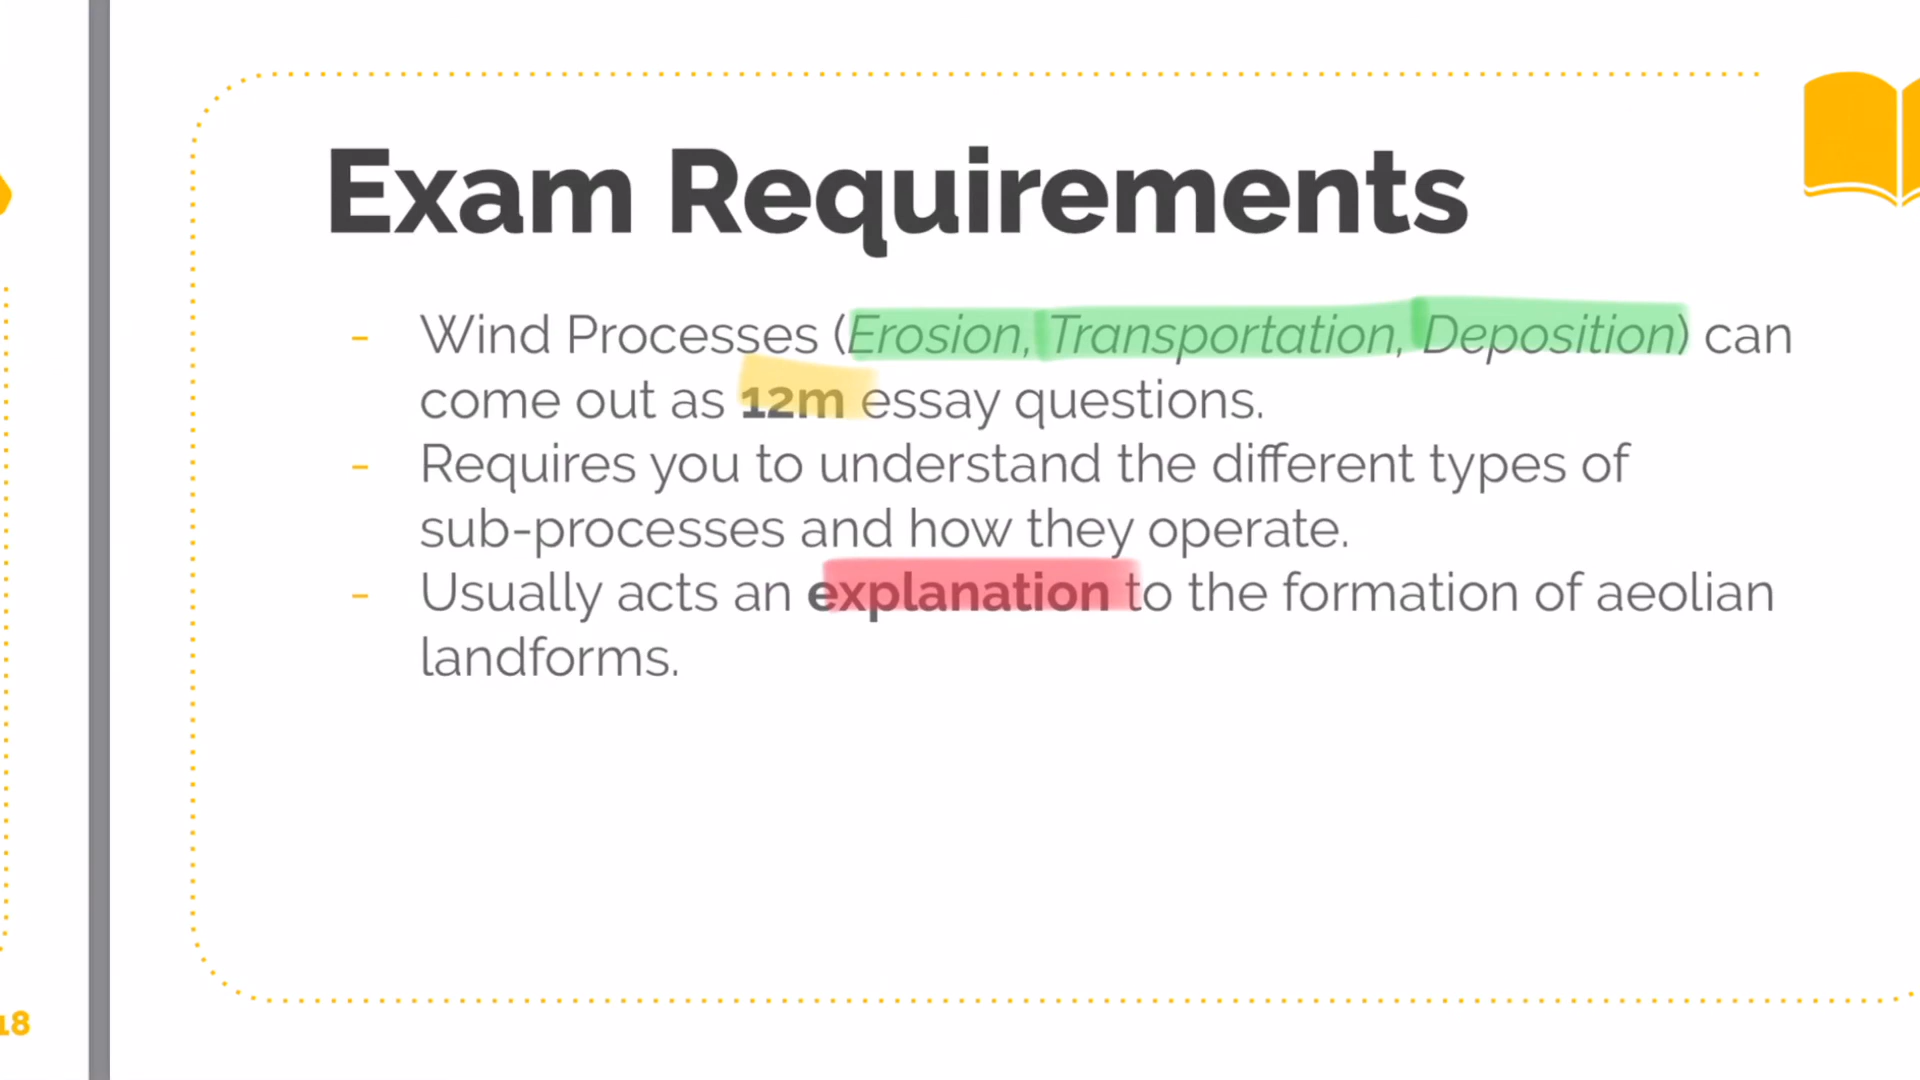 Exam Requirements
- Wind Processes (Erosion, Transportation, Deposition) can
come out as 12m essay questions.
- Requires you to understand the different types of
sub-processes and how they operate.
- Usually acts an explanation to the formation of aeolian
landforms.
18